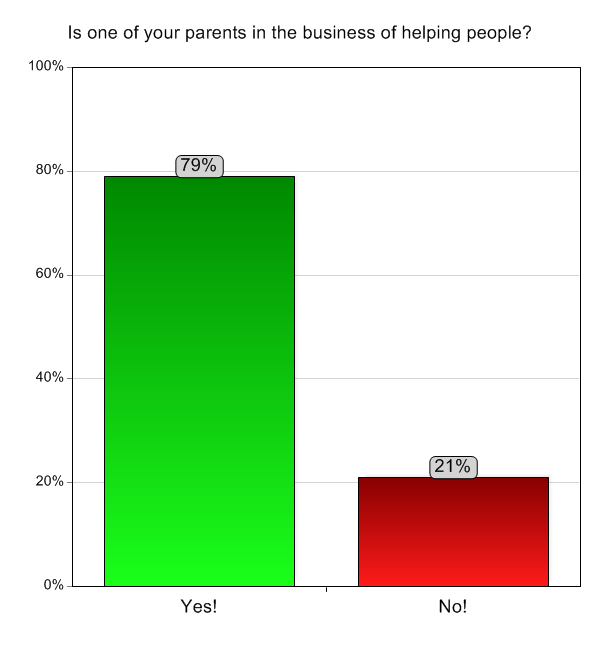 Is one of your parents in the business of helping people?
100%
80%
60%
40%
20%
0%
79%
21%
Yes!
No!